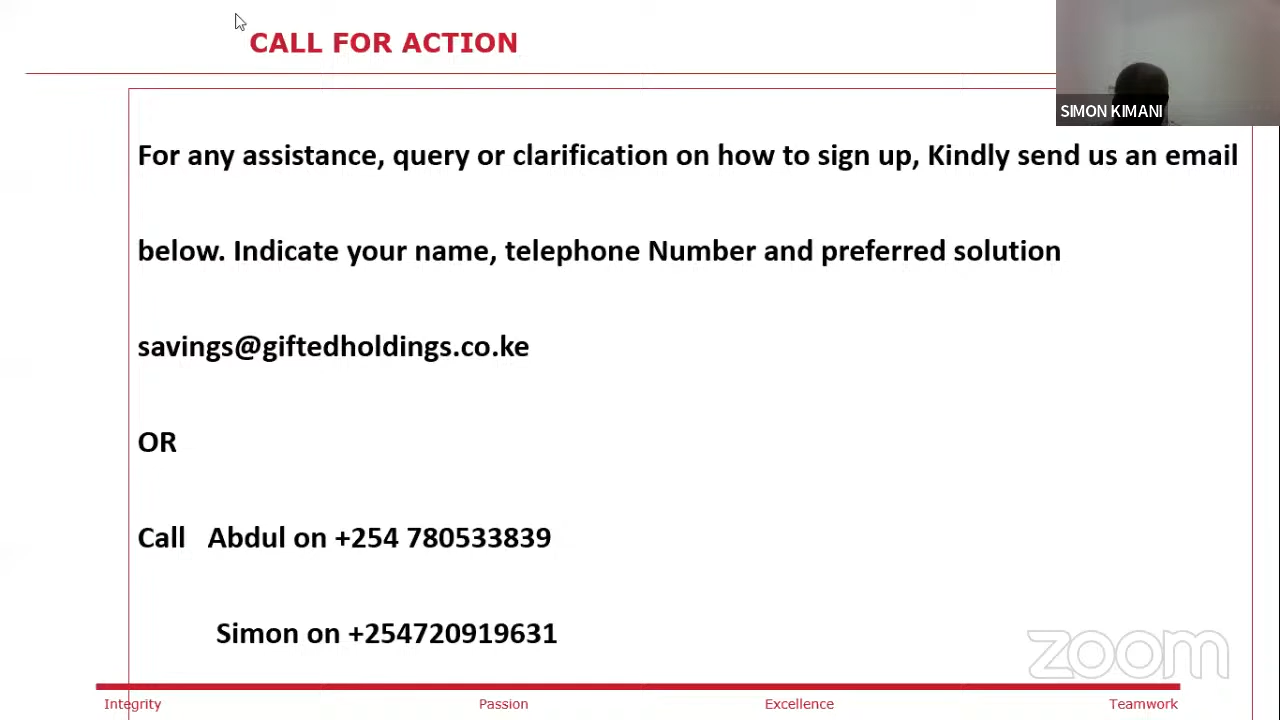 CALL FOR ACTION
SIMON KIMANI
For any assistance, query or clarification on how to sign up, Kindly send us an email
below. Indicate your name, telephone Number and preferred solution
savings@giftedholdings.co.ke
OR
Call Abdul on +254 780533839
Simon on +254720919631
zoom
Integrity Passion Excellence Teamwork